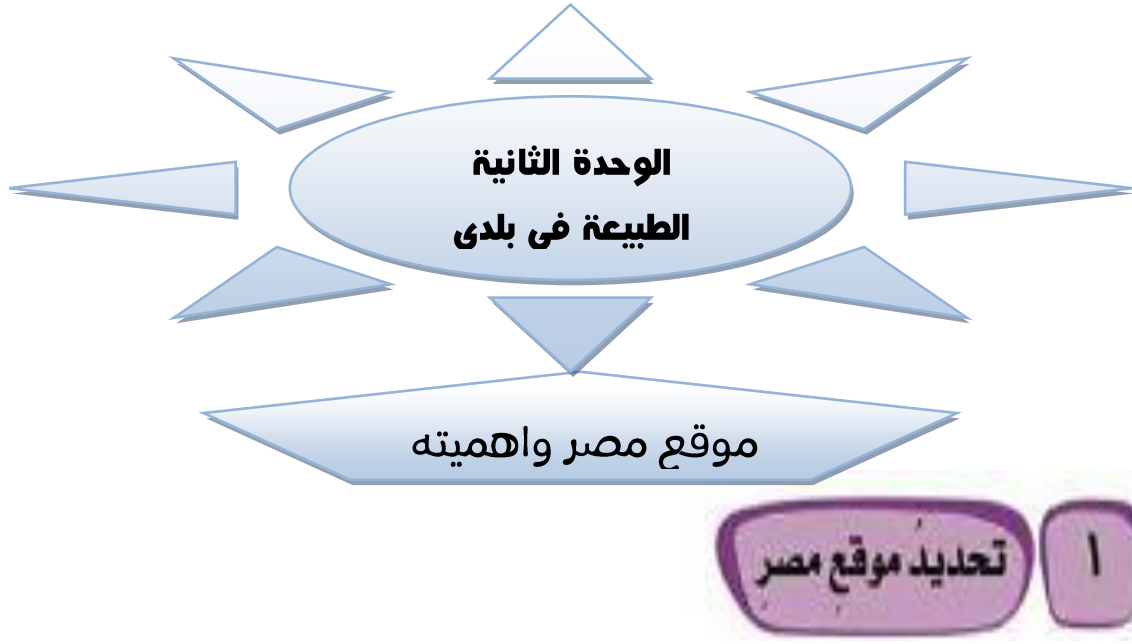 الوحدة الثانية
الطبيعة فى بلدى
موقع مصر واهميته
١ تحديدُ موقعِ مصرِ